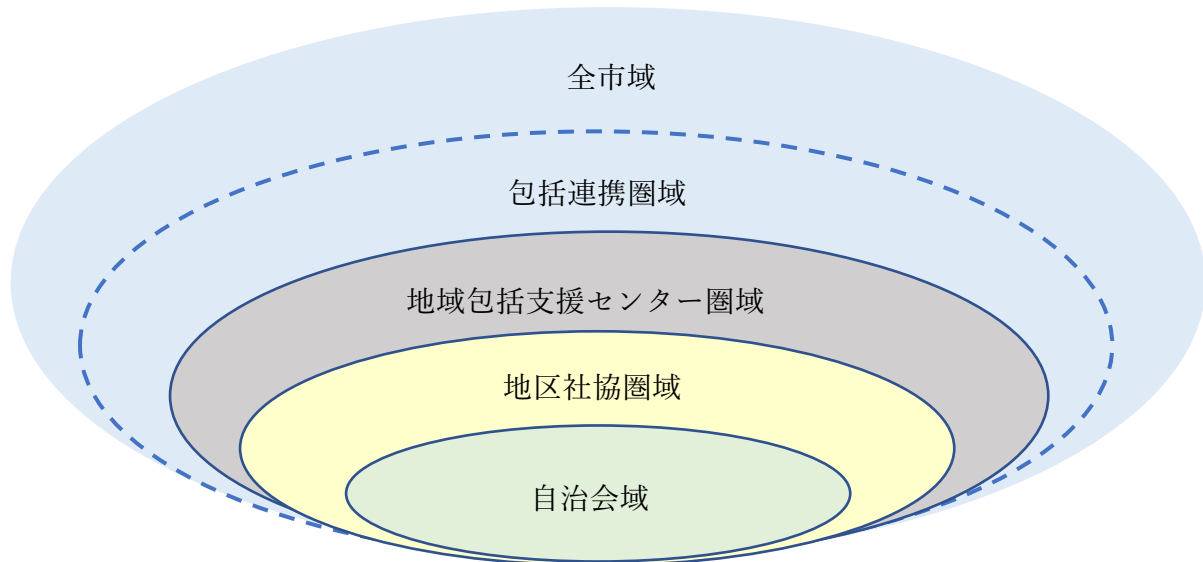 全市域
包括連携圏域
地域包括支援センター圏域
地区社協圏域
自治会域